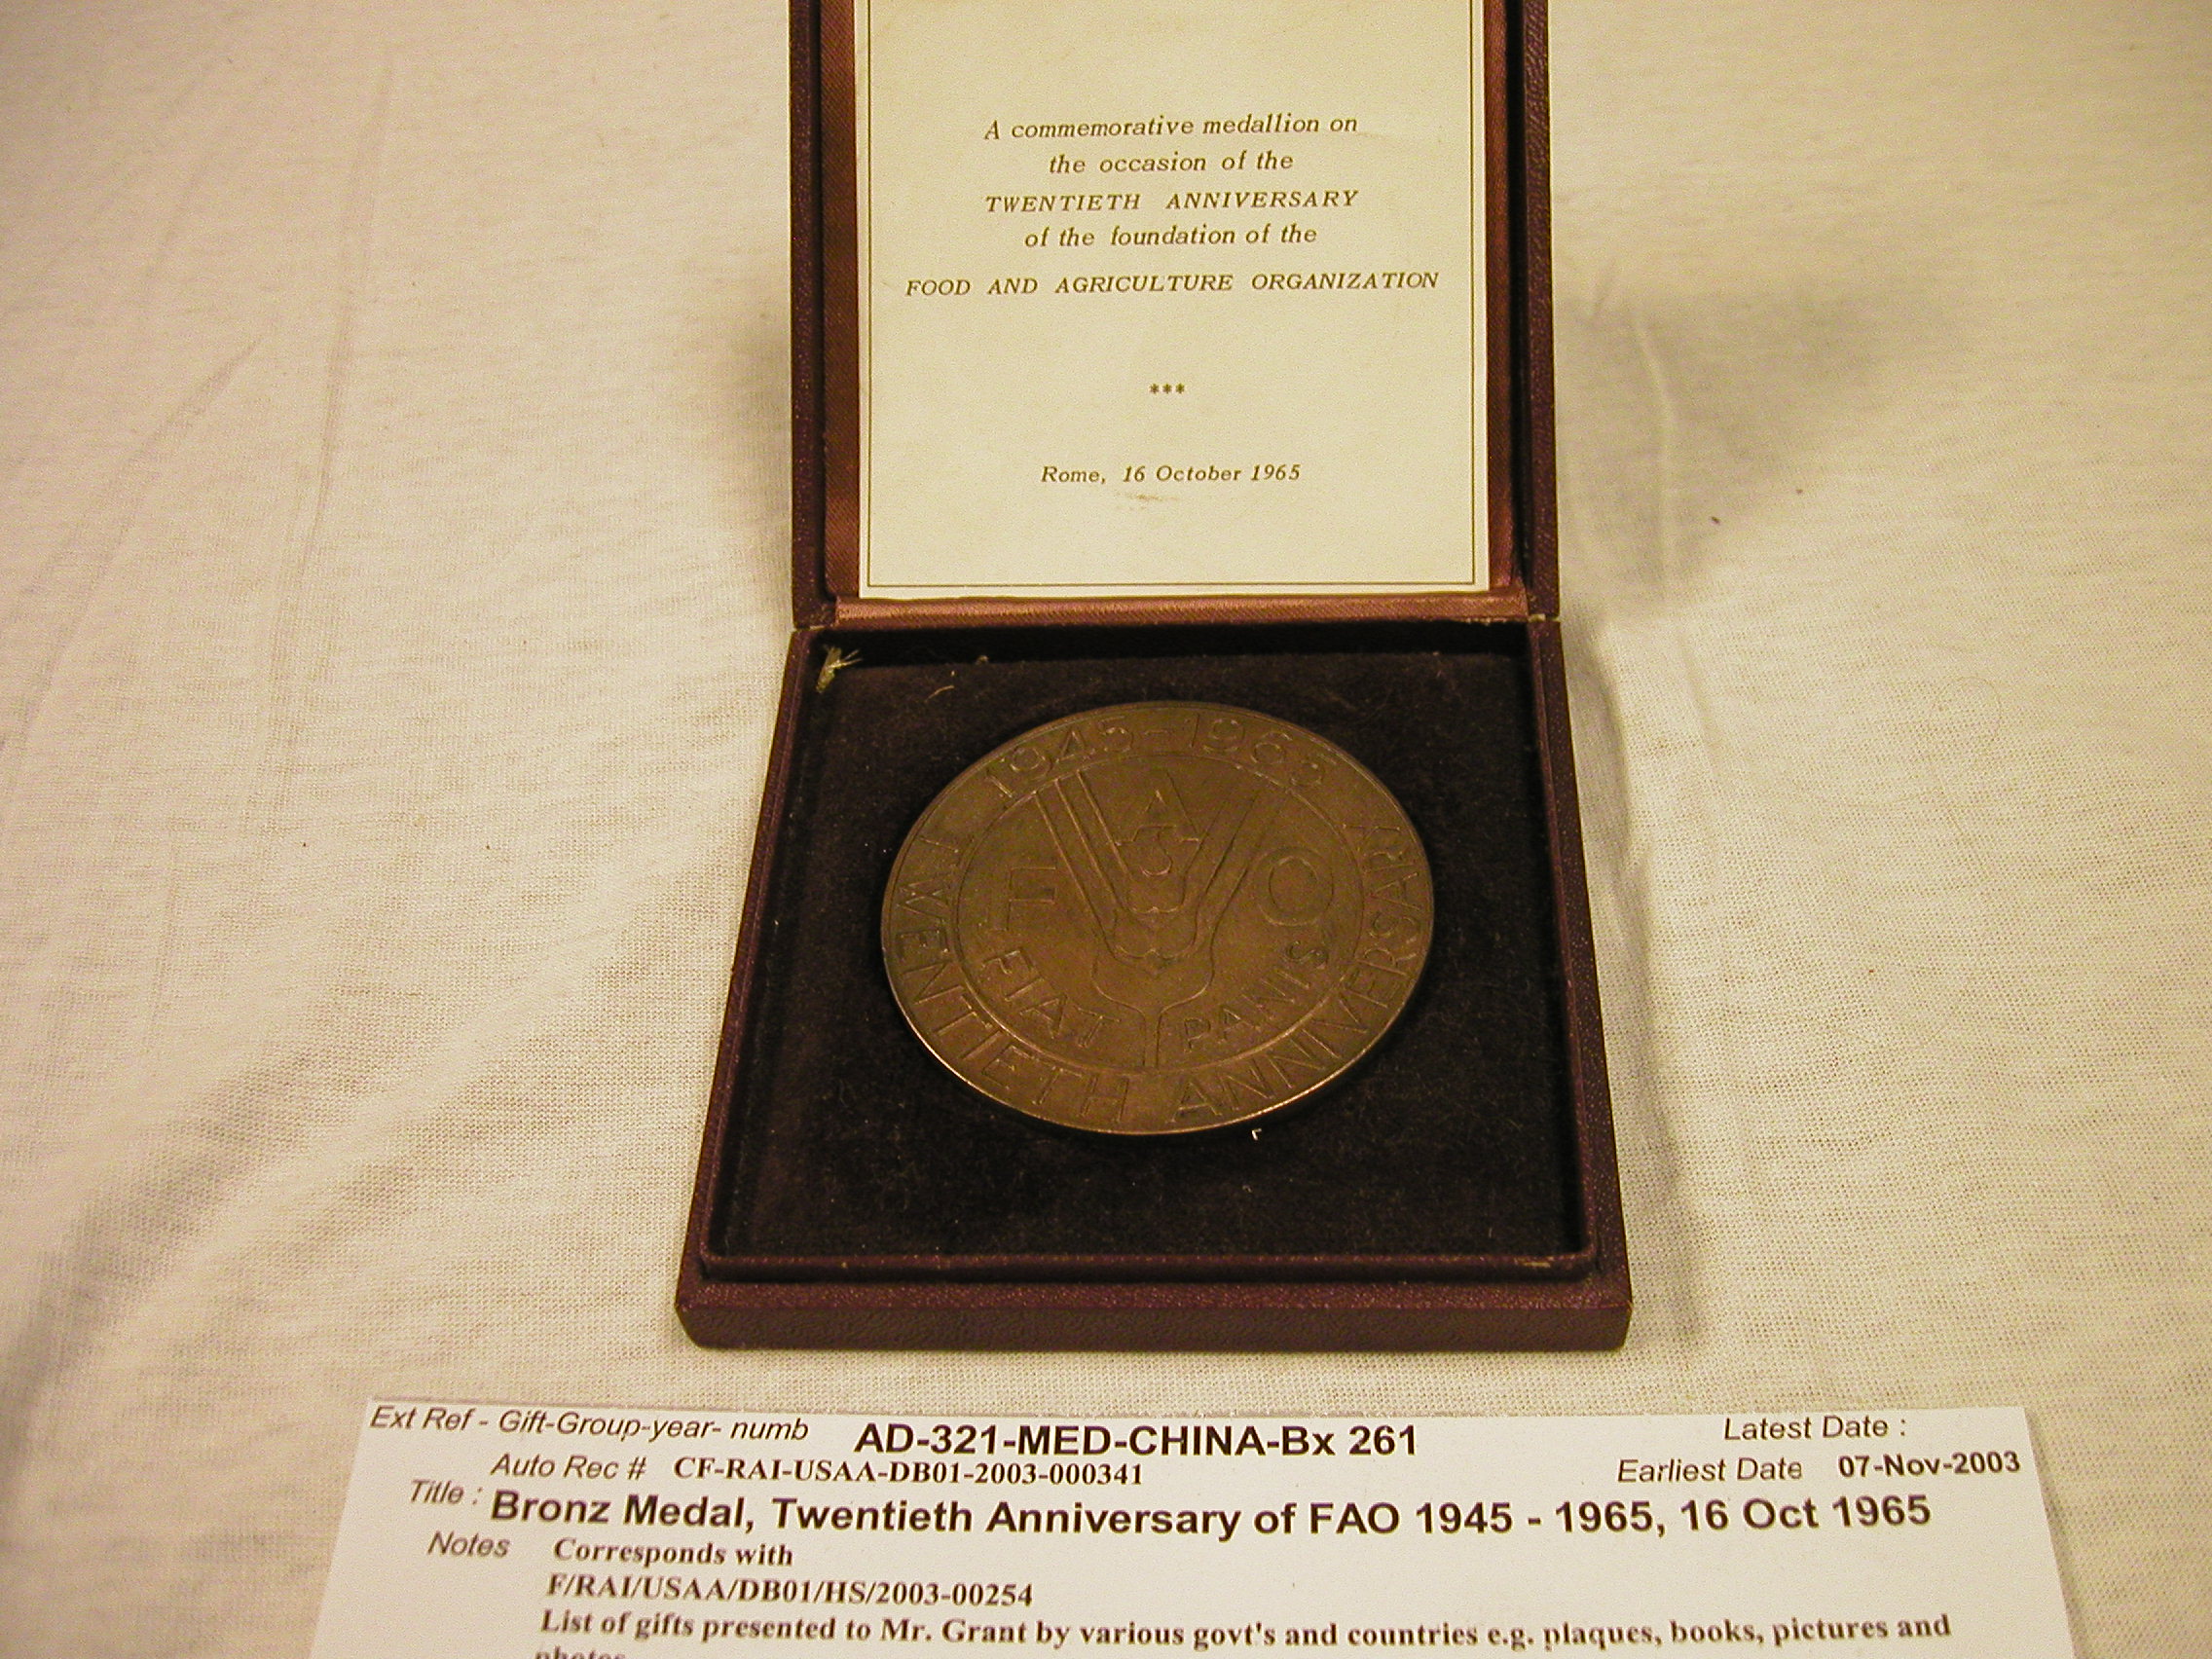 A commemorative medallion on
the occasion of the
TWENTIETH ANNIVERSARY
of the foundation of the
FOOD AND AGRICULTURE ORGANIZATION
***
Rome, 16 October 1965
1945-1965
F A O
FIAT PANIS
TWENTIETH ANNIVERSARY
Ext Ref - Gift-Group-year- numb AD-321-MED-CHINA-Bx 261 Latest Date :
Auto Rec # CF-RAI-USAA-DB01-2003-000341 Earliest Date 07-Nov-2003
Title : Bronz Medal, Twentieth Anniversary of FAO 1945 - 1965, 16 Oct 1965
Notes Corresponds with
F/RAI/USAA/DB01/HS/2003-00254
List of gifts presented to Mr. Grant by various govt's and countries e.g. plaques, books, pictures and